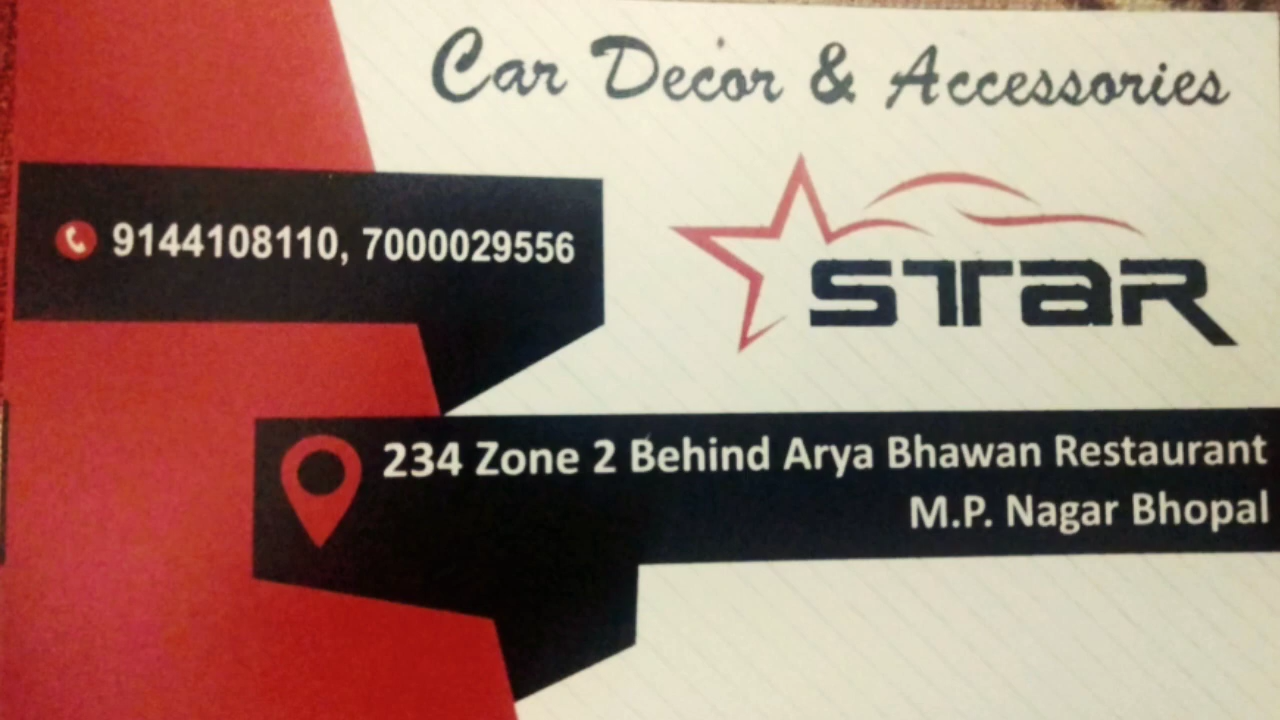 Car Decor & Accessories
9144108110, 7000029556
STaR
234 Zone 2 Behind Arya Bhawan Restaurant
M.P. Nagar Bhopal